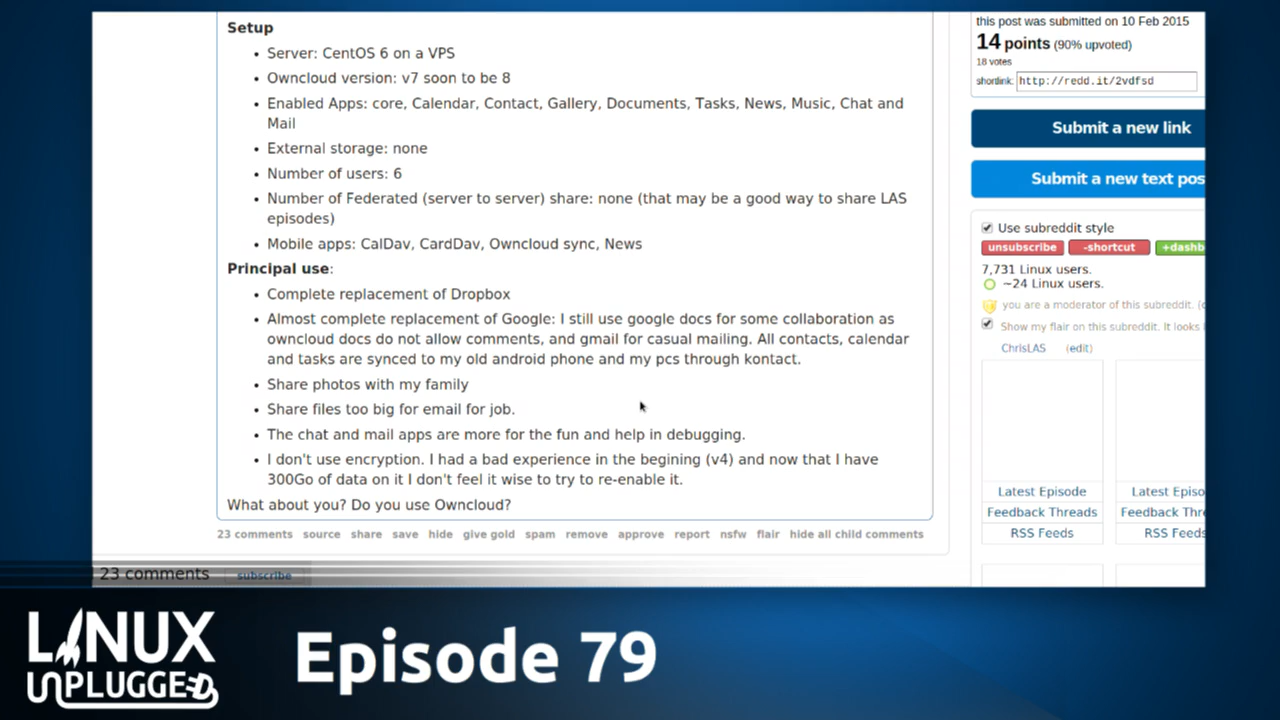 Setup
Server: CentOS 6 on a VPS
Owncloud version: v7 soon to be 8
Enabled Apps: core, Calendar, Contact, Gallery, Documents, Tasks, News, Music, Chat and
Mail
External storage: none
Number of users: 6
Number of Federated (server to server) share: none (that may be a good way to share LAS
episodes)
Mobile apps: CalDav, CardDav, Owncloud sync, News
Principal use:
Complete replacement of Dropbox
Almost complete replacement of Google: I still use google docs for some collaboration as
owncloud docs do not allow comments, and gmail for casual mailing. All contacts, calendar
and tasks are synced to my old android phone and my pcs through kontact.
Share photos with my family
Share files too big for email for job.
The chat and mail apps are more for the fun and help in debugging.
I don't use encryption. I had a bad experience in the begining (v4) and now that I have
300Go of data on it I don't feel it wise to try to re-enable it.
What about you? Do you use Owncloud?
23 comments source share save hide give gold spam remove approve report nsfw flair hide all child comments
23 comments subscribe
this post was submitted on 10 Feb 2015
14 points (90% upvoted)
18 votes
shortlink: http://redd.it/2vdfsd
Submit a new link
Submit a new text pos
Use subreddit style
unsubscribe -shortcut +dashb
7,731 Linux users.
~24 Linux users.
you are a moderator of this subreddit. (
Show my flair on this subreddit. It looks
ChrisLAS (edit)
Latest Episode Latest Episo
Feedback Threads Feedback Thre
RSS Feeds RSS Feeds
LINUX
UNPLUGGED
Episode 79